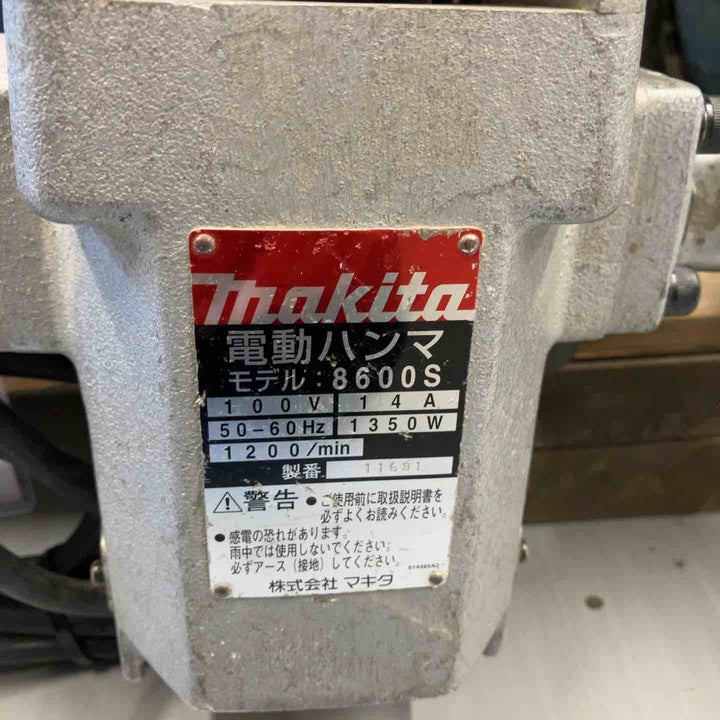 makita
電動ハンマ
モデル：8600S
100V 14A
50-60Hz 1350W
1200/min
製番 11681
⚠警告 ●ご使用前に取扱説明書を
必ずよくお読みください。
●感電の恐れがあります。
雨中では使用しないでください。
必ずアース（接地）してください。
株式会社 マキタ